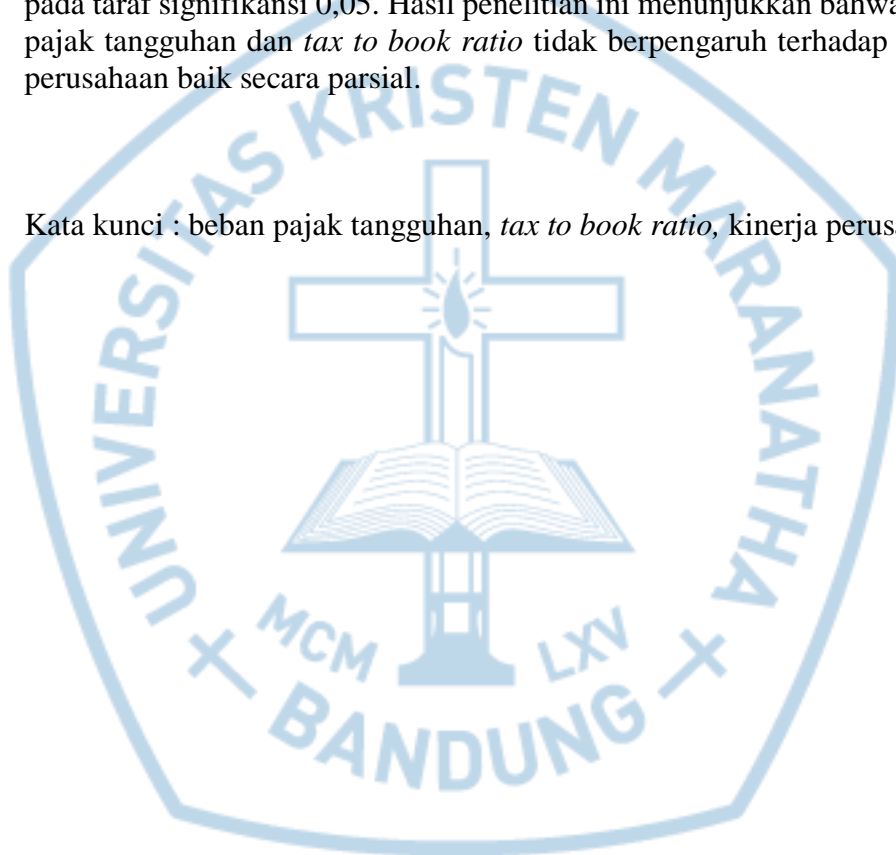 pada taraf signifikansi 0,05. Hasil penelitian ini menunjukkan bahwa
pajak tangguhan dan tax to book ratio tidak berpengaruh terhadap
perusahaan baik secara parsial.
Kata kunci : beban pajak tangguhan, tax to book ratio, kinerja
UNIVERSITAS KRISTEN MARANATHA
MCM LXV
BANDUNG